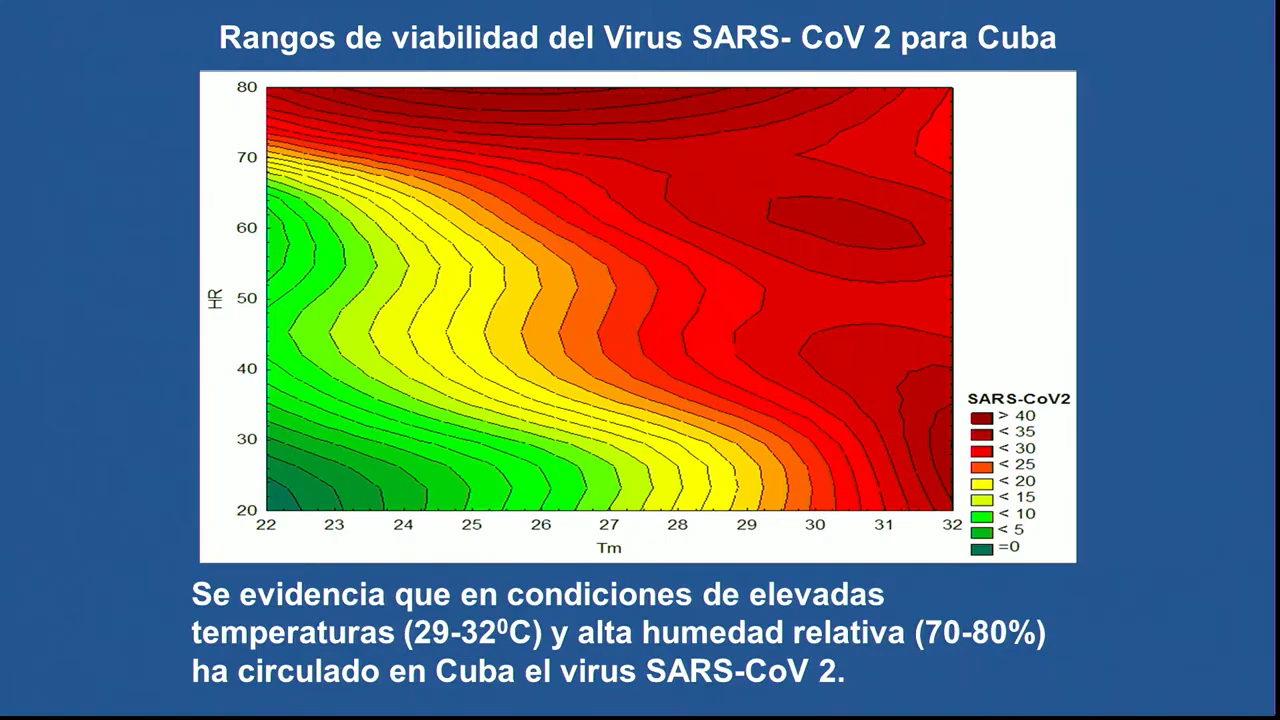 Rangos de viabilidad del Virus SARS- CoV 2 para Cuba
80
70
60
50
40
30
20
HR
22 23 24 25 26 27 28 29 30 31 32
Tm
SARS-CoV2
> 40
< 35
< 30
< 25
< 20
< 15
< 10
< 5
=0
Se evidencia que en condiciones de elevadas
temperaturas (29-32⁰C) y alta humedad relativa (70-80%)
ha circulado en Cuba el virus SARS-CoV 2.